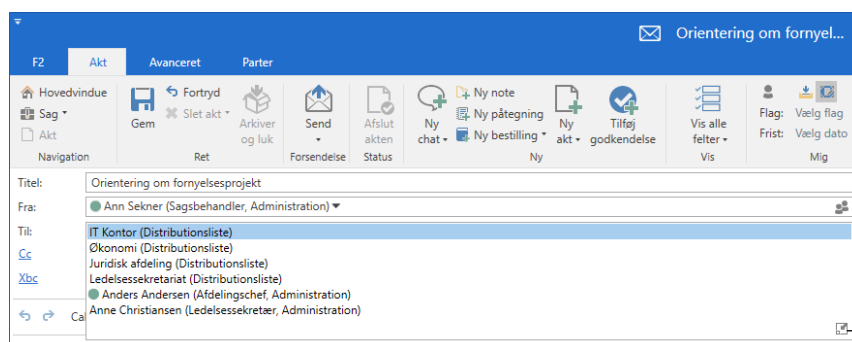 Orientering om fornyel...
F2 Akt Avanceret Parter
Hovedvindue
Sag
Akt
Navigation
Gem
Fortryd
Slet akt
Arkiver og luk
Ret
Send
Forsendelse
Afslut akten
Status
Ny chat
Ny note
Ny påtegning
Ny bestilling
Ny akt
Tilføj godkendelse
Ny
Vis alle felter
Vis
Flag: Vælg flag
Frist: Vælg dato
Mig
Titel: Orientering om fornyelsesprojekt
Fra: Ann Sekner (Sagsbehandler, Administration)
Til: IT Kontor (Distributionsliste)
Økonomi (Distributionsliste)
Cc
Juridisk afdeling (Distributionsliste)
Xbc
Ledelsessekretariat (Distributionsliste)
Anders Andersen (Afdelingschef, Administration)
Anne Christiansen (Ledelsessekretær, Administration)